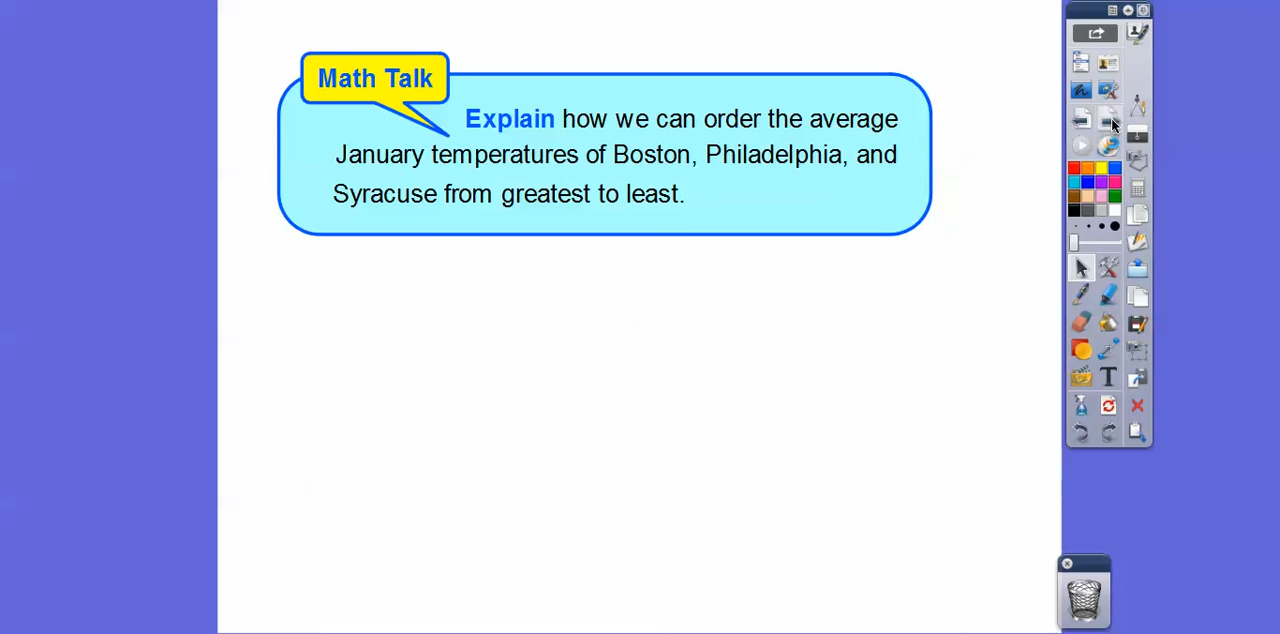 Math Talk
Explain how we can order the average
January temperatures of Boston, Philadelphia, and
Syracuse from greatest to least.